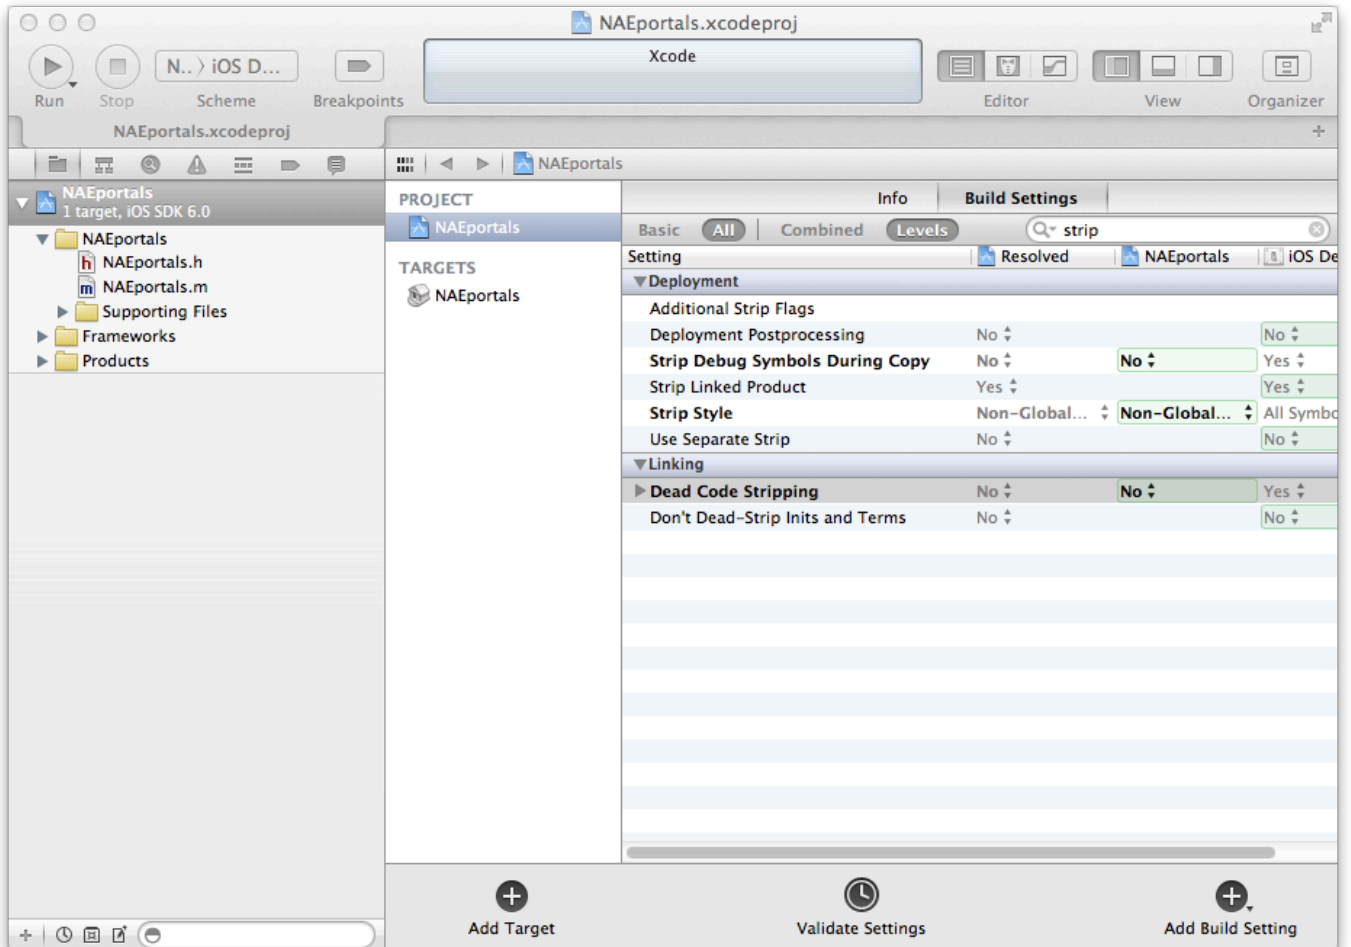 NAEportals.xcodeproj
N.. iOS D...
Xcode
Run Stop Scheme Breakpoints Editor View Organizer
NAEportals.xcodeproj
NAEportals
NAEportals
1 target, iOS SDK 6.0
NAEportals
NAEportals.h
NAEportals.m
Supporting Files
Frameworks
Products
PROJECT
NAEportals
TARGETS
NAEportals
Info Build Settings
Basic All Combined Levels strip
Setting Resolved NAEportals iOS De
Deployment
Additional Strip Flags
Deployment Postprocessing No No
Strip Debug Symbols During Copy No No Yes
Strip Linked Product Yes Yes
Strip Style Non-Global... Non-Global... All Symbo
Use Separate Strip No No
Linking
Dead Code Stripping No No Yes
Don't Dead-Strip Inits and Terms No No
Add Target Validate Settings Add Build Setting